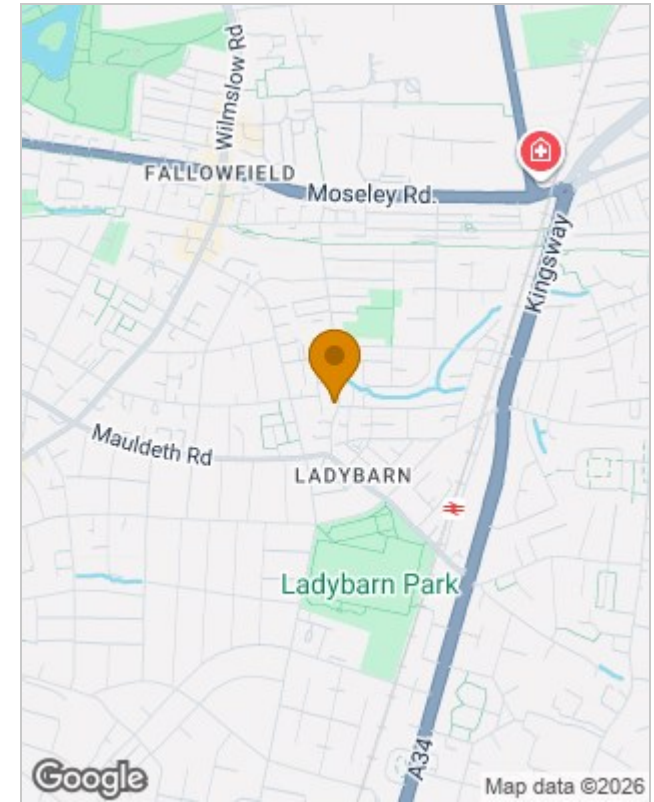 Wilmslow Rd
FALLOWFIELD
Moseley Rd.
Kingsway
Mauldeth Rd
LADYBARN
Ladybarn Park
A34
Google
Map data ©2026